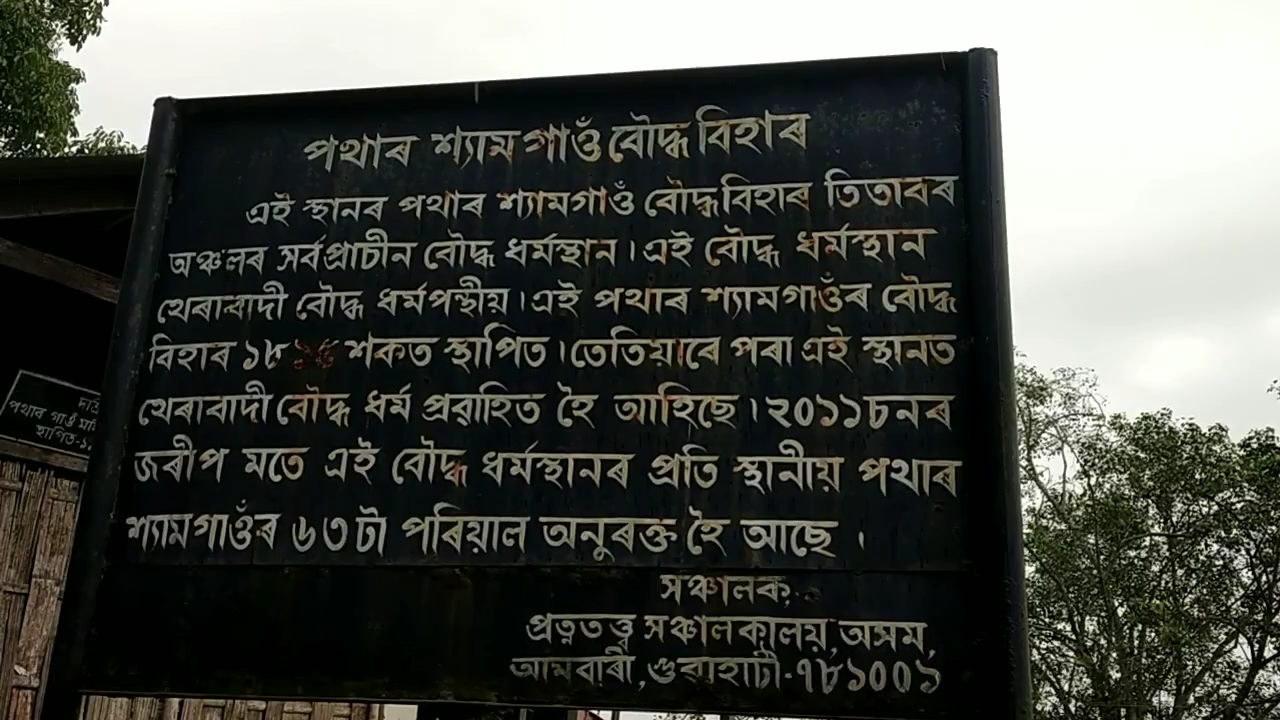 পথাৰ শ্যাম গাওঁ বৌদ্ধ বিহাৰ
এই স্থানৰ পথাৰ শ্যামগাওঁ বৌদ্ধ বিহাৰ তিতাবৰ
অঞ্চলৰ সৰ্বপ্ৰাচীন বৌদ্ধ ধৰ্মস্থান। এই বৌদ্ধ ধৰ্মস্থান
থেৰাবাদী বৌদ্ধ ধৰ্মপন্থীয়। এই পথাৰ শ্যামগাওঁৰ বৌদ্ধ
বিহাৰ শকত স্থাপিত। তেতিয়াৰে পৰা এই স্থানত
থেৰাবাদী বৌদ্ধ ধৰ্ম প্ৰৱাহিত হৈ আহিছে। ২০১১চনৰ
জৰীপ মতে এই বৌদ্ধ ধৰ্মস্থানৰ প্ৰতি স্থানীয় পথাৰ
শ্যামগাওঁৰ ৬৩টা পৰিয়াল অনুৰক্ত হৈ আছে ।
সঞ্চালক,
প্ৰত্নতত্ত্ব সঞ্চালকালয়, অসম,
আমবাৰী, গুৱাহাটী-৭৮১০০১
পথাৰ গাওঁ
স্থাপিত-